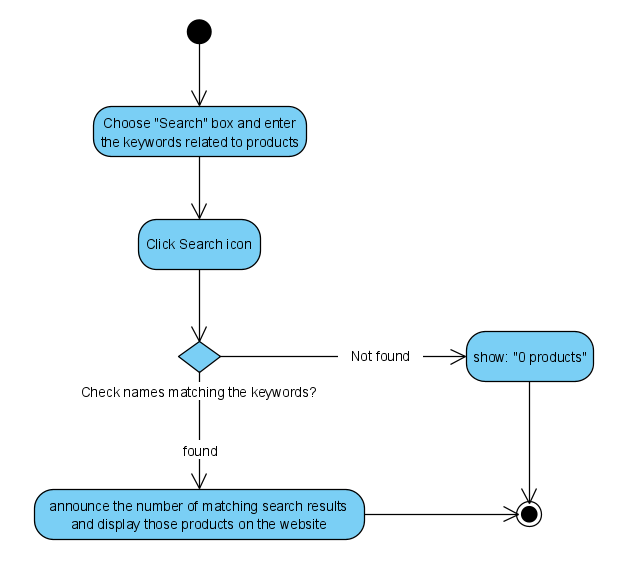 Choose "Search" box and enter
the keywords related to products
Click Search icon
Not found
show: "0 products"
Check names matching the keywords?
found
announce the number of matching search results
and display those products on the website